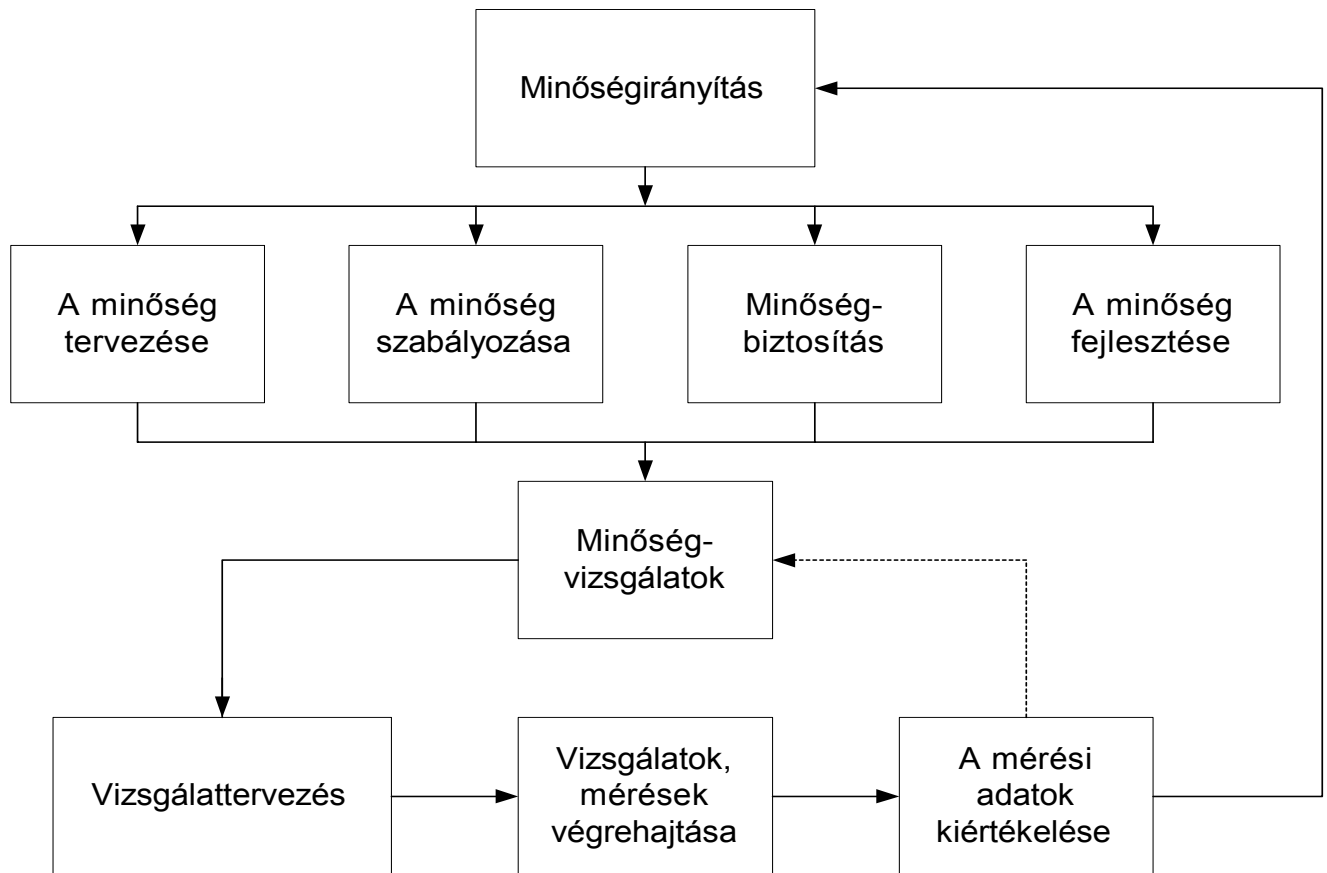 Minőségirányítás
A minőség
tervezése
A minőség
szabályozása
Minőség-
biztosítás
A minőség
fejlesztése
Minőség-
vizsgálatok
Vizsgálattervezés
Vizsgálatok,
mérések
végrehajtása
A mérési
adatok
kiértékelése